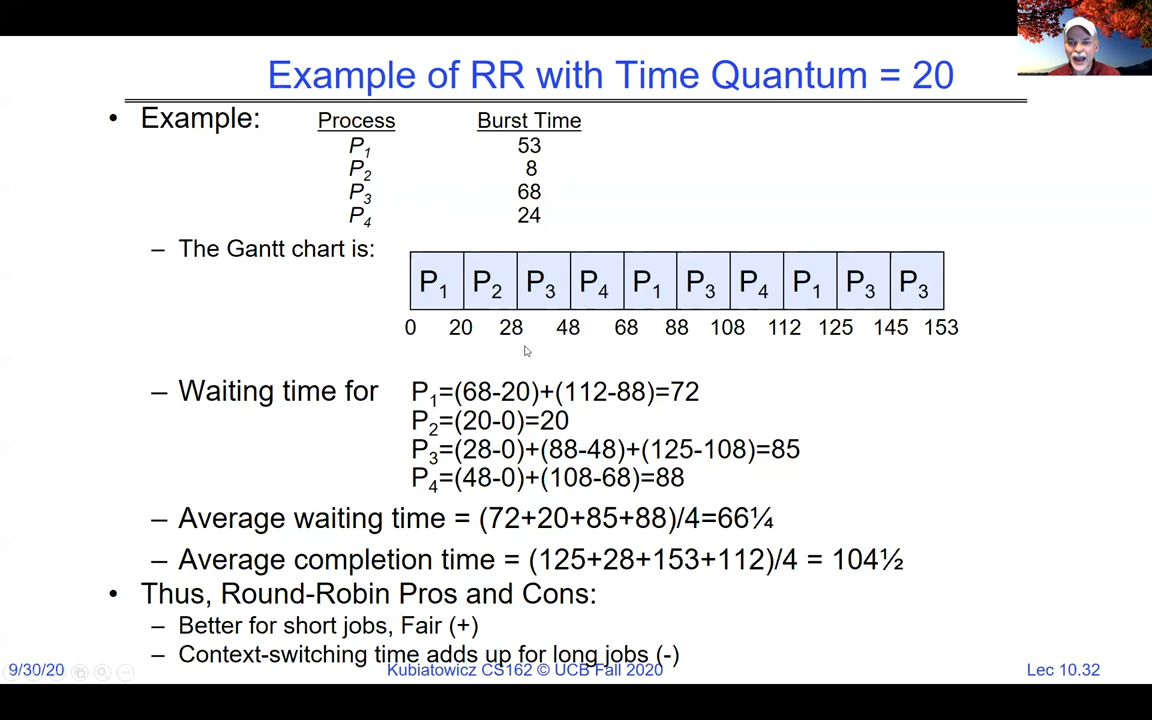 Example of RR with Time Quantum = 20
• Example: Process Burst Time
P1 53
P2 8
P3 68
P4 24
– The Gantt chart is:
P1 P2 P3 P4 P1 P3 P4 P1 P3 P3
0 20 28 48 68 88 108 112 125 145 153
– Waiting time for P1=(68-20)+(112-88)=72
P2=(20-0)=20
P3=(28-0)+(88-48)+(125-108)=85
P4=(48-0)+(108-68)=88
– Average waiting time = (72+20+85+88)/4=66¼
– Average completion time = (125+28+153+112)/4 = 104½
• Thus, Round-Robin Pros and Cons:
– Better for short jobs, Fair (+)
– Context-switching time adds up for long jobs (-)
9/30/20 Kubiatowicz CS162 © UCB Fall 2020 Lec 10.32